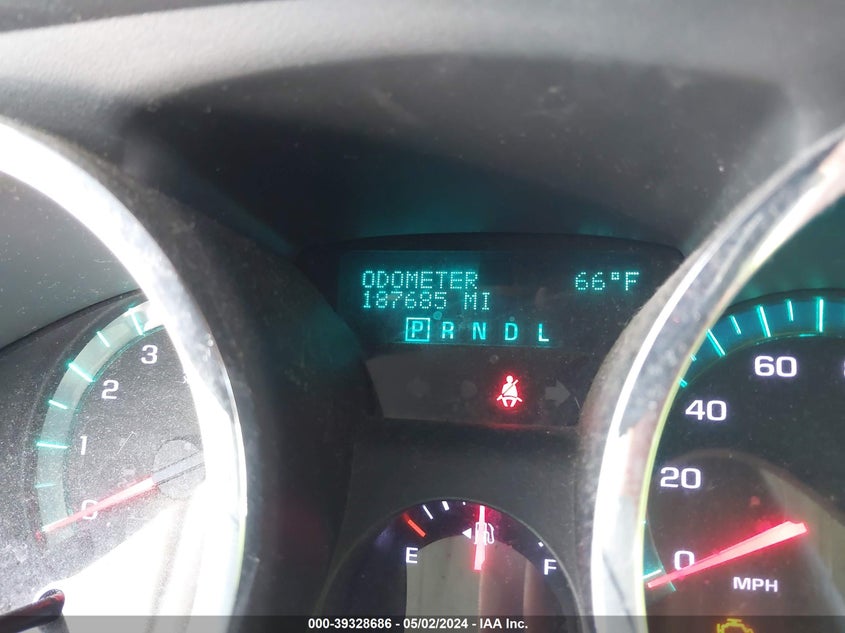 ODOMETER 66°F
187685 MI
P R N D L
3
2
1
0
60
40
20
0
MPH
E F
000-39328686 - 05/02/2024 - IAA Inc.